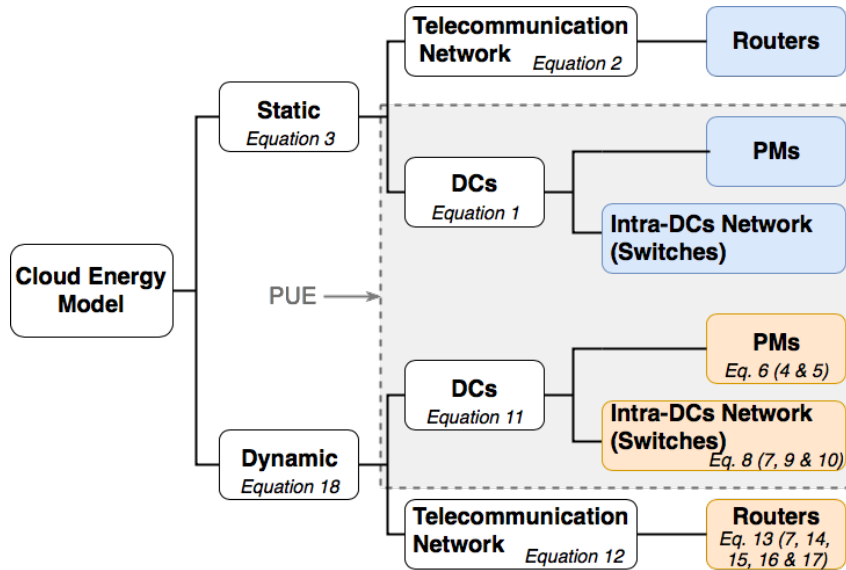 Telecommunication
Network
Equation 2
Routers
Static
Equation 3
PMs
DCs
Equation 1
Intra-DCs Network
(Switches)
Cloud Energy
Model
PUE
PMs
Eq. 6 (4 & 5)
DCs
Equation 11
Intra-DCs Network
(Switches)
Eq. 8 (7, 9 & 10)
Dynamic
Equation 18
Telecommunication
Network
Equation 12
Routers
Eq. 13 (7, 14,
15, 16 & 17)